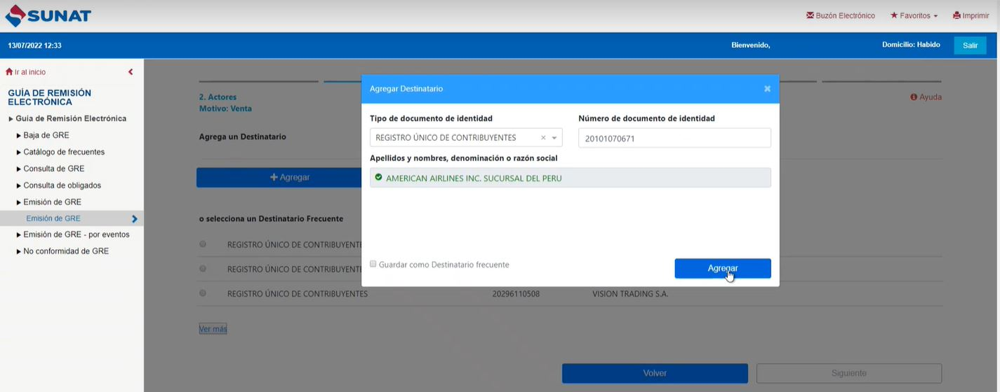 SUNAT
Buzón Electrónico
Favoritos
Imprimir
13/07/2022 12:33
Bienvenido,
Domicilio: Habido
Salir
Ir al inicio
GUÍA DE REMISIÓN
ELECTRÓNICA
Guía de Remisión Electrónica
Baja de GRE
Catálogo de frecuentes
Consulta de GRE
Consulta de obligados
Emisión de GRE
Emisión de GRE
Emisión de GRE - por eventos
No conformidad de GRE
2. Actores
Motivo: Venta
Ayuda
Agrega un Destinatario
Agregar
o selecciona un Destinatario Frecuente
REGISTRO ÚNICO DE CONTRIBUYENTE
REGISTRO ÚNICO DE CONTRIBUYENTE
REGISTRO ÚNICO DE CONTRIBUYENTES 20296110508 VISION TRADING S.A.
Ver más
Volver
Siguiente
Agregar Destinatario
Tipo de documento de identidad
REGISTRO ÚNICO DE CONTRIBUYENTES
Número de documento de identidad
20101070671
Apellidos y nombres, denominación o razón social
AMERICAN AIRLINES INC. SUCURSAL DEL PERU
Guardar como Destinatario frecuente
Agregar